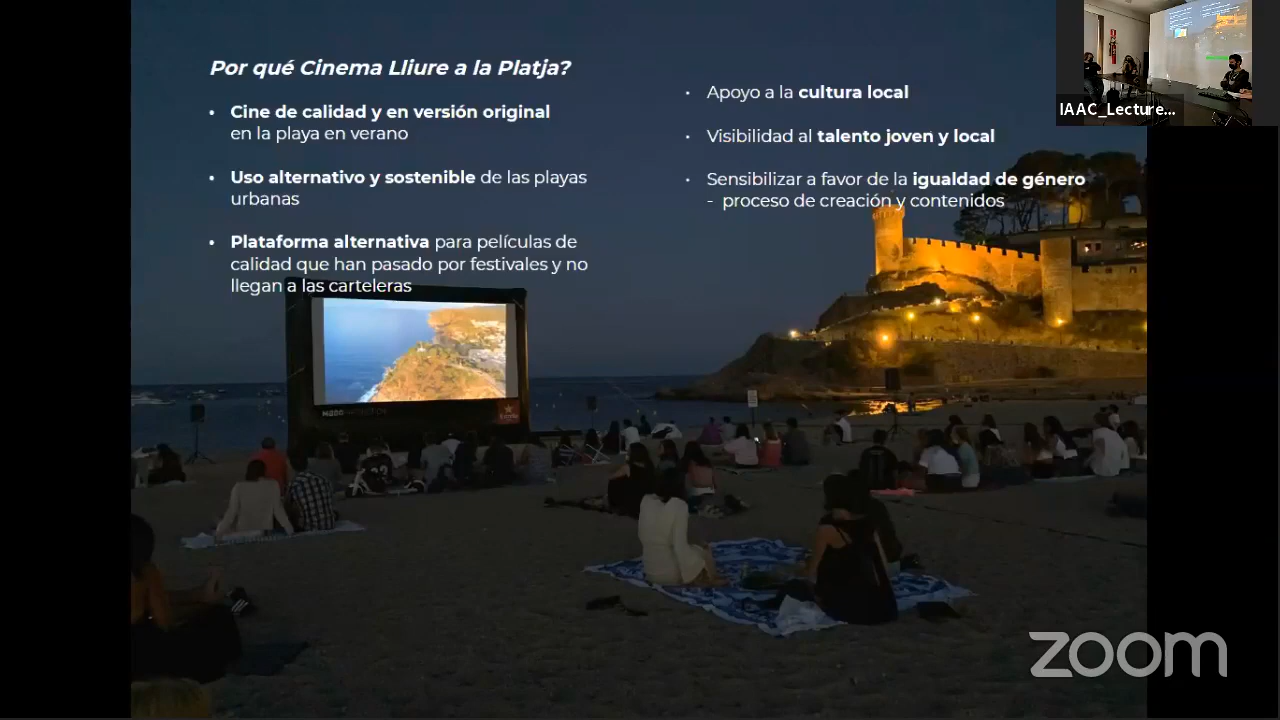 Por qué Cinema Lliure a la Platja?
• Cine de calidad y en versión original
en la playa en verano
• Uso alternativo y sostenible de las playas
urbanas
• Plataforma alternativa para películas de
calidad que han pasado por festivales y no
llegan a las carteleras
• Apoyo a la cultura local
• Visibilidad al talento joven y local
• Sensibilizar a favor de la igualdad de género
- proceso de creación y contenidos
IAAC_Lecture...
zoom